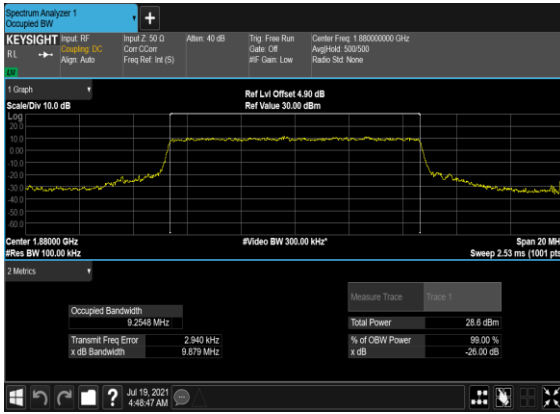 Spectrum Analyzer 1
Occupied BW
KEYSIGHT
RL
Input: RF
Coupling: DC
Align: Auto
Input Z: 50 Ω
Corr CCorr
Freq Ref: Int (S)
Atten: 40 dB
Trig: Free Run
Gate: Off
#IF Gain: Low
Center Freq: 1.880000000 GHz
Avg|Hold: 500/500
Radio Std: None
1 Graph
Scale/Div 10.0 dB
Ref Lvl Offset 4.90 dB
Ref Value 30.00 dBm
Log
20.0
10.0
0.00
-10.0
-20.0
-30.0
-40.0
-50.0
-60.0
Center 1.88000 GHz
#Video BW 300.00 kHz*
Span 20 MH
#Res BW 100.00 kHz
Sweep 2.53 ms (1001 pts
2 Metrics
Measure Trace
Trace 1
Occupied Bandwidth
9.2548 MHz
Total Power
28.6 dBm
Transmit Freq Error
2.940 kHz
% of OBW Power
99.00 %
x dB Bandwidth
9.879 MHz
x dB
-26.00 dB
?
Jul 19, 2021
4:48:47 AM